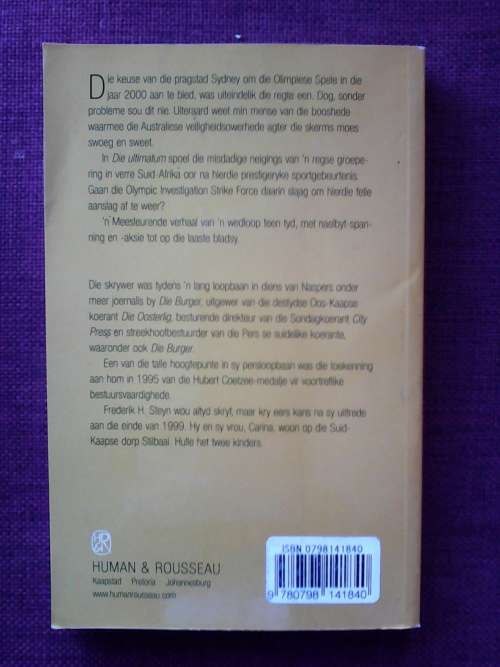 Die keuse van die pragstad Sydney om die Olimpiese Spele in die
jaar 2000 aan te bied, was uiteindelik die regte een. Dog, sonder
probleme sou dit nie. Uiteraard weet min mense van die booshede
waarmee die Australiese veiligheidsowerhede agter die skerms moes
swoeg en sweet.
In Die ultimatum spoel die misdadige neigings van 'n regse groepe-
ring in verre Suid-Afrika oor na hierdie prestigeryke sportgebeurtenis.
Gaan die Olympic Investigation Strike Force daarin slaag om hierdie felle
aanslag af te weer?
'n Meesleurende verhaal van 'n wedloop teen tyd, met naelbyt-span-
ning en -aksie tot op die laaste bladsy.
Die skrywer was tydens 'n lang loopbaan in diens van Naspers onder
meer joernalis by Die Burger, uitgewer van die destydse Oos-Kaapse
koerant Die Oosterlig, besturende direkteur van die Sondagkoerant City
Press en streekhoofbestuurder van die Pers se suidelike koerante,
waaronder ook Die Burger.
Een van die talle hoogtepunte in sy persloopbaan was die toekenning
aan hom in 1995 van die Hubert Coetzee-medalje vir voortreflike
bestuursvaardighede.
Frederik H. Steyn wou altyd skryf, maar kry eers kans na sy uittrede
aan die einde van 1999. Hy en sy vrou, Carina, woon op die Suid-
Kaapse dorp Stilbaai. Hulle het twee kinders.
HUMAN & ROUSSEAU
Kaapstad Pretoria Johannesburg
www.humanrousseau.com
ISBN 0798141840
9 780798 141840